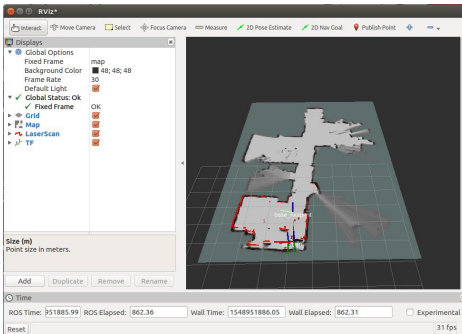 RViz*
Interact Move Camera Select Focus Camera Measure 2D Pose Estimate 2D Nav Goal Publish Point
Displays
Global Options
Fixed Frame map
Background Color 48; 48; 48
Frame Rate 30
Default Light
Global Status: Ok
Fixed Frame OK
Grid
Map
LaserScan
TF
Size (m)
Point size in meters.
Add Duplicate Remove Rename
Time
ROS Time: 951885.99 ROS Elapsed: 862.36 Wall Time: 1548951886.05 Wall Elapsed: 862.31 Experimental
Reset 31 fps